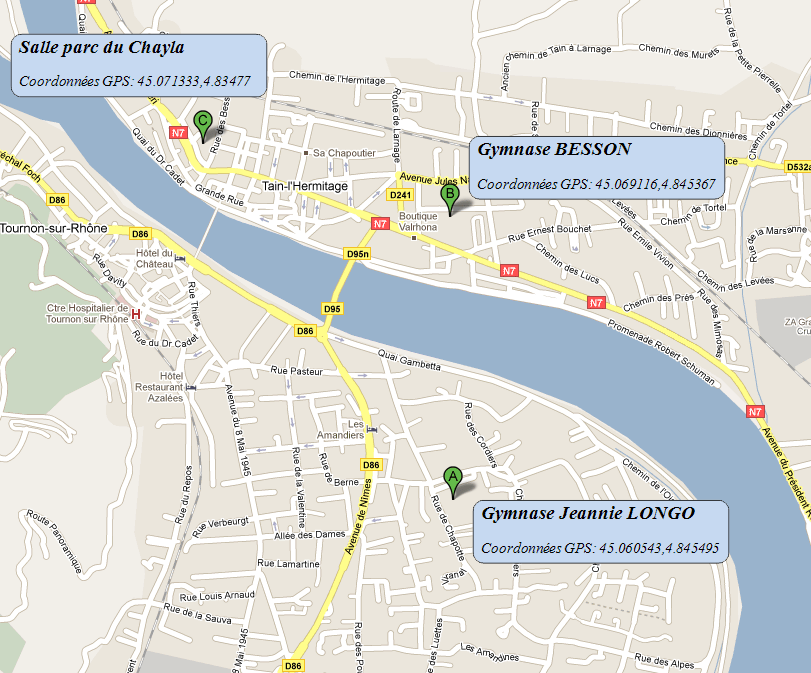 Salle parc du Chayla
Coordonnées GPS: 45.071333,4.83477
C
N7
Rue des Bess
Quai du Dr Cadet
Grande Rue
Chemin de l'Hermitage
Route de Larnage
Sa Chapoutier
Tain-l'Hermitage
Ancien
chemin de Tain à Larnage
Chemin des Murets
Rue de la Petite Pierrelle
Rue de
Chemin des Dionnières
Chemin de Tortel
D532a
Gymnase BESSON
Coordonnées GPS: 45.069116,4.845367
nce
Avenue Jules Na
D241
B
Boutique
Valrhona
N7
Levées
Chemin de Tortel
Rue Ernest Bouchet
Rue Emile Vivion
de la Marsanne
Rue R
Chemin des Lucs
N7
Chemin des Levées
N7
Chemin des Prés
Rue des Mimosas
Promenade Robert Schuman
ZA Gra
Cru
N7
Avenue du Président R
échal Foch
D86
Tournon-sur-Rhône
D86
Hôtel du
Château
Rue Davity
Rue Thiers
Ctre Hospitalier de
Tournon sur Rhône
H
Rue du Dr Cadet
D95n
D95
D86
Quai Gambetta
Rue Pasteur
Hôtel
Restaurant
Azalées
Avenue du 8 Mai 1945
Les
Amandiers
Rue des Cordiers
D86
Rue de la Valentine
Rue de
Berne
Rue du Repos
Avenue de Nîmes
A
Rue de Chapotte
Chemin de l'Oi
Gymnase Jeannie LONGO
Coordonnées GPS: 45.060543,4.845495
Ch
iers
Rue Verbeurgt
Allée des Dames
Route Panoramique
Rue Lamartine
Rue Louis Arnaud
Rue de la Sauva
8 Mai 1945
D86
Rue des Pou
e des Luettes
Les Amandiers
Rue des Alpes